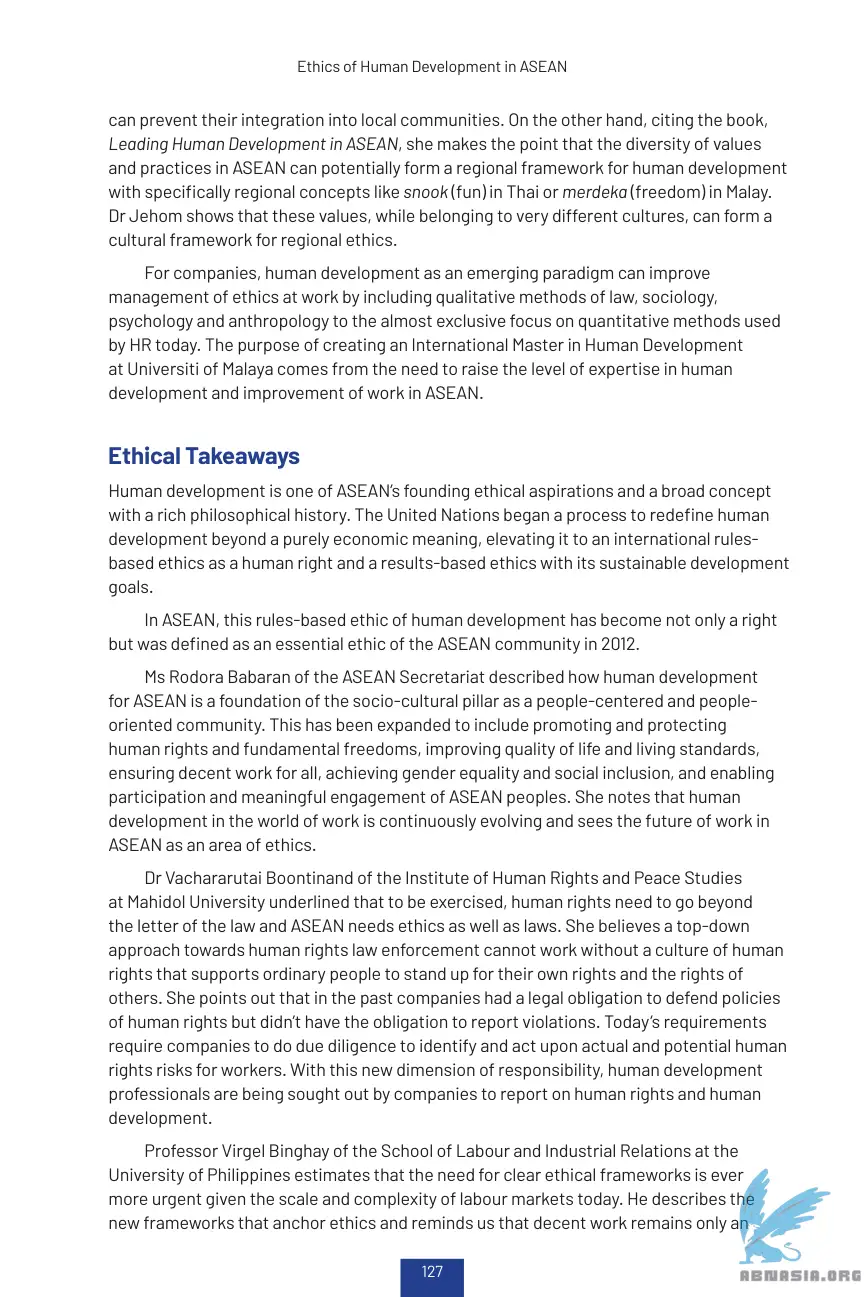 Ethics of Human Development in ASEAN
can prevent their integration into local communities. On the other hand, citing the book,
Leading Human Development in ASEAN, she makes the point that the diversity of values
and practices in ASEAN can potentially form a regional framework for human development
with specifically regional concepts like snook (fun) in Thai or merdeka (freedom) in Malay.
Dr Jehom shows that these values, while belonging to very different cultures, can form a
cultural framework for regional ethics.
For companies, human development as an emerging paradigm can improve
management of ethics at work by including qualitative methods of law, sociology,
psychology and anthropology to the almost exclusive focus on quantitative methods used
by HR today. The purpose of creating an International Master in Human Development
at Universiti of Malaya comes from the need to raise the level of expertise in human
development and improvement of work in ASEAN.
Ethical Takeaways
Human development is one of ASEAN’s founding ethical aspirations and a broad concept
with a rich philosophical history. The United Nations began a process to redefine human
development beyond a purely economic meaning, elevating it to an international rules-
based ethics as a human right and a results-based ethics with its sustainable development
goals.
In ASEAN, this rules-based ethic of human development has become not only a right
but was defined as an essential ethic of the ASEAN community in 2012.
Ms Rodora Babaran of the ASEAN Secretariat described how human development
for ASEAN is a foundation of the socio-cultural pillar as a people-centered and people-
oriented community. This has been expanded to include promoting and protecting
human rights and fundamental freedoms, improving quality of life and living standards,
ensuring decent work for all, achieving gender equality and social inclusion, and enabling
participation and meaningful engagement of ASEAN peoples. She notes that human
development in the world of work is continuously evolving and sees the future of work in
ASEAN as an area of ethics.
Dr Vachararutai Boontinand of the Institute of Human Rights and Peace Studies
at Mahidol University underlined that to be exercised, human rights need to go beyond
the letter of the law and ASEAN needs ethics as well as laws. She believes a top-down
approach towards human rights law enforcement cannot work without a culture of human
rights that supports ordinary people to stand up for their own rights and the rights of
others. She points out that in the past companies had a legal obligation to defend policies
of human rights but didn’t have the obligation to report violations. Today’s requirements
require companies to do due diligence to identify and act upon actual and potential human
rights risks for workers. With this new dimension of responsibility, human development
professionals are being sought out by companies to report on human rights and human
development.
Professor Virgel Binghay of the School of Labour and Industrial Relations at the
University of Philippines estimates that the need for clear ethical frameworks is ever
more urgent given the scale and complexity of labour markets today. He describes the
new frameworks that anchor ethics and reminds us that decent work remains only an
127
ABNASIA.ORG